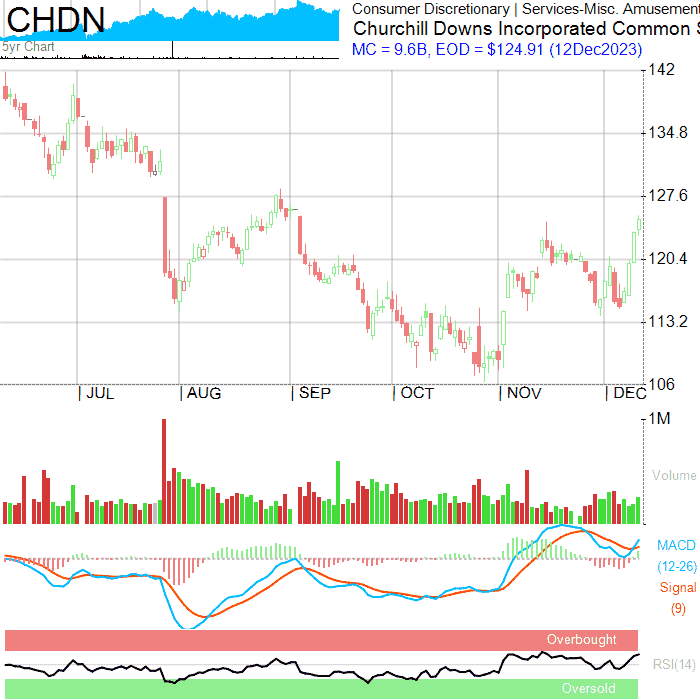 CHDN
5yr Chart
Consumer Discretionary | Services-Misc. Amusement
Churchill Downs Incorporated Common S
MC = 9.6B, EOD = $124.91 (12Dec2023)
142
134.8
127.6
120.4
113.2
106
| JUL | AUG | SEP | OCT | NOV | DEC
1M
Volume
MACD
(12-26)
Signal
(9)
Overbought
RSI(14)
Oversold